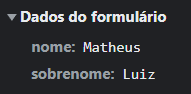 Dados do formulário
nome: Matheus
sobrenome: Luiz